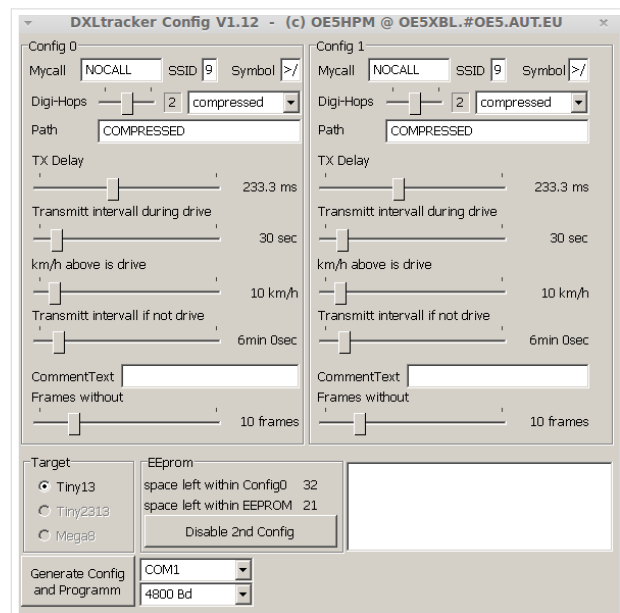 DXLtracker Config V1.12 - (c) OE5HPM @ OE5XBL.#OE5.AUT.EU
Config 0
Mycall NOCALL SSID 9 Symbol >/
Digi-Hops 2 compressed
Path COMPRESSED
TX Delay
233.3 ms
Transmitt intervall during drive
30 sec
km/h above is drive
10 km/h
Transmitt intervall if not drive
6min 0sec
CommentText
Frames without
10 frames
Config 1
Mycall NOCALL SSID 9 Symbol >/
Digi-Hops 2 compressed
Path COMPRESSED
TX Delay
233.3 ms
Transmitt intervall during drive
30 sec
km/h above is drive
10 km/h
Transmitt intervall if not drive
6min 0sec
CommentText
Frames without
10 frames
Target
Tiny13
Tiny2313
Mega8
EEprom
space left within Config0 32
space left within EEPROM 21
Disable 2nd Config
Generate Config
and Programm
COM1
4800 Bd